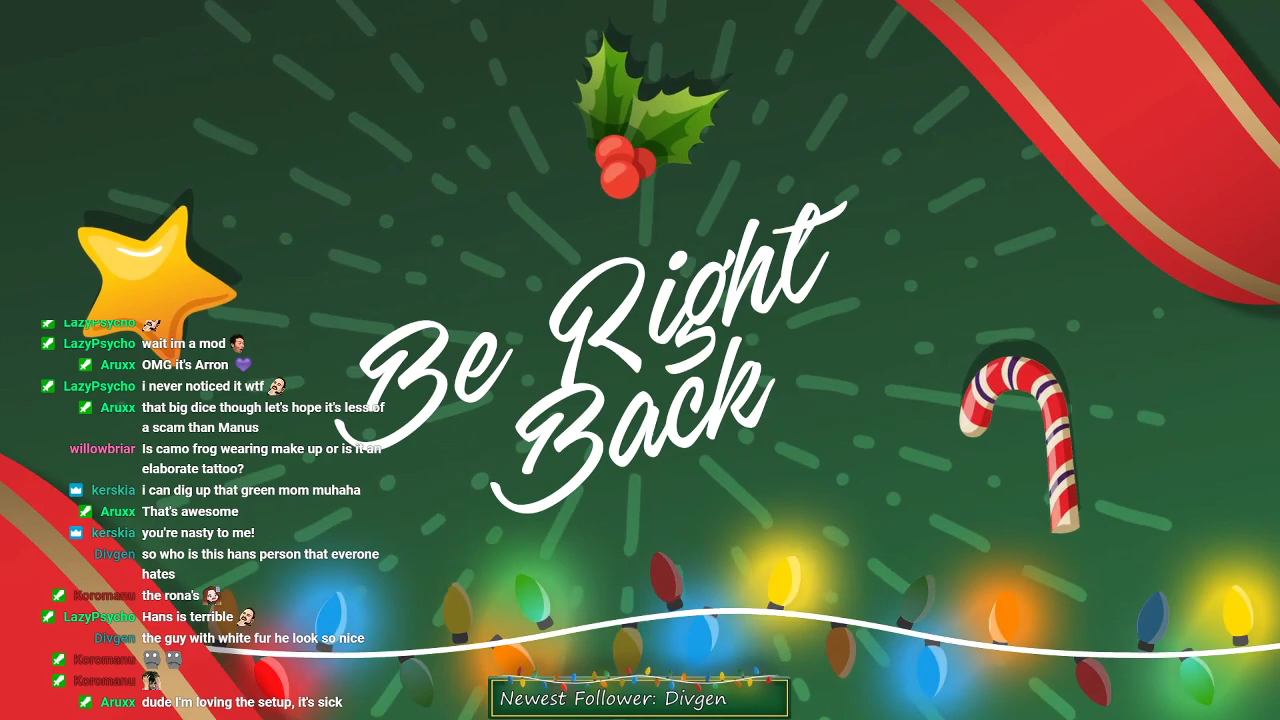 Be Right
Back
LazyPsycho
LazyPsycho wait im a mod
Aruxx OMG it's Arron
LazyPsycho i never noticed it wtf
Aruxx that big dice though let's hope it's less of
a scam than Manus
willowbriar Is camo frog wearing make up or is it an
elaborate tattoo?
kerskia i can dig up that green mom muhaha
Aruxx That's awesome
kerskia you're nasty to me!
Divgen so who is this hans person that everone
hates
Koromanu the rona's
LazyPsycho Hans is terrible
Divgen the guy with white fur he look so nice
Koromanu
Koromanu
Aruxx dude I'm loving the setup, it's sick
Newest Follower: Divgen